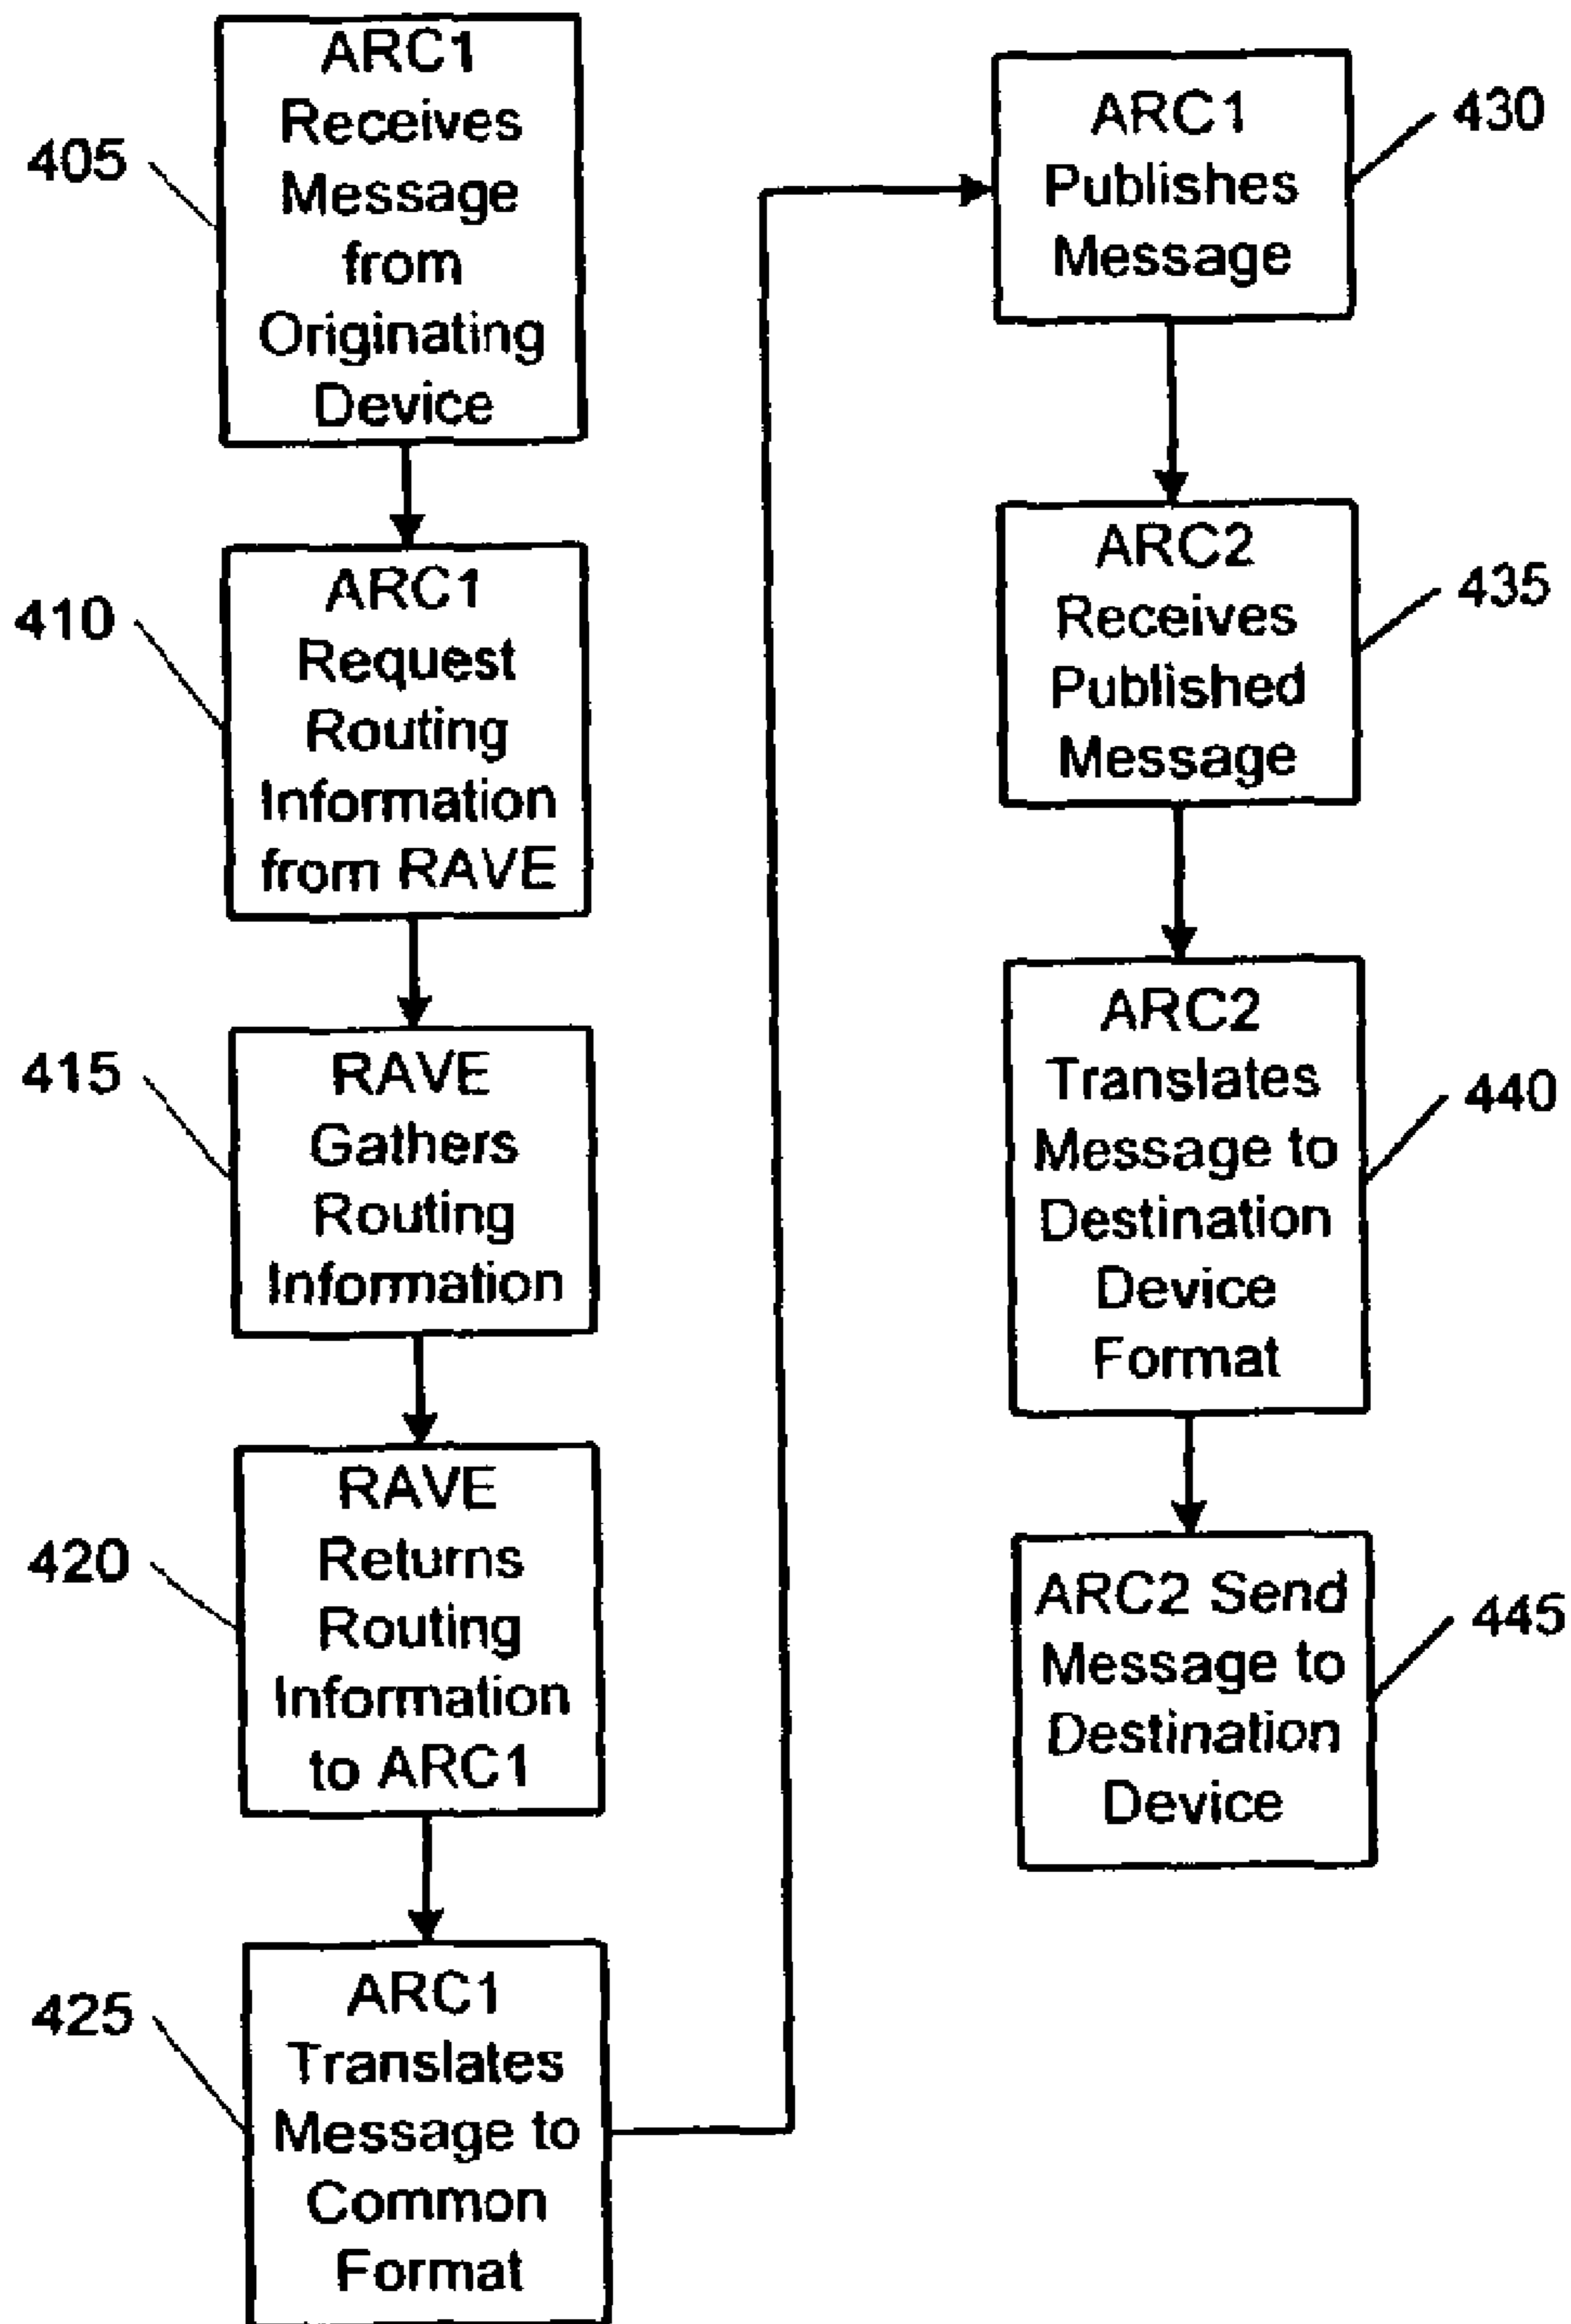 405
ARC1
Receives
Message
from
Originating
Device
410
ARC1
Request
Routing
Information
from RAVE
415
RAVE
Gathers
Routing
Information
420
RAVE
Returns
Routing
Information
to ARC1
425
ARC1
Translates
Message to
Common
Format
ARC1
Publishes
Message
430
ARC2
Receives
Published
Message
435
ARC2
Translates
Message to
Destination
Device
Format
440
ARC2 Send
Message to
Destination
Device
445